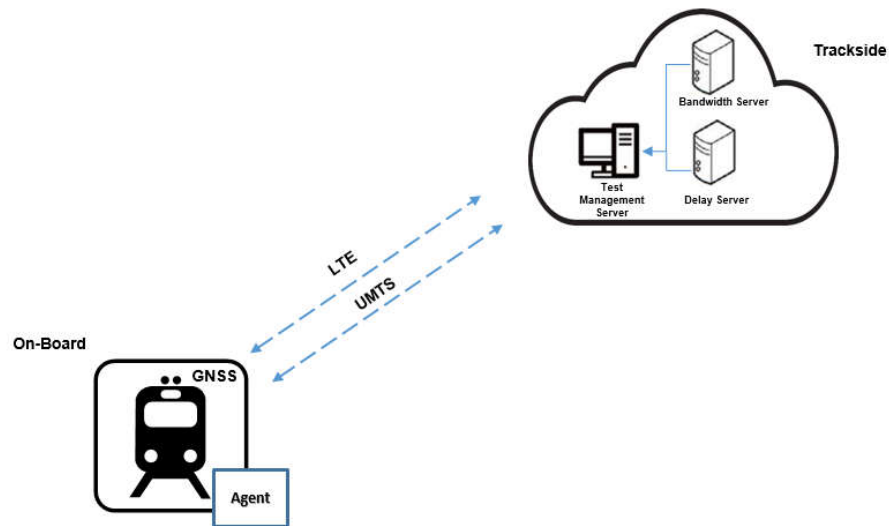 Trackside
Bandwidth Server
Test
Management
Server
Delay Server
LTE
UMTS
On-Board
GNSS
Agent